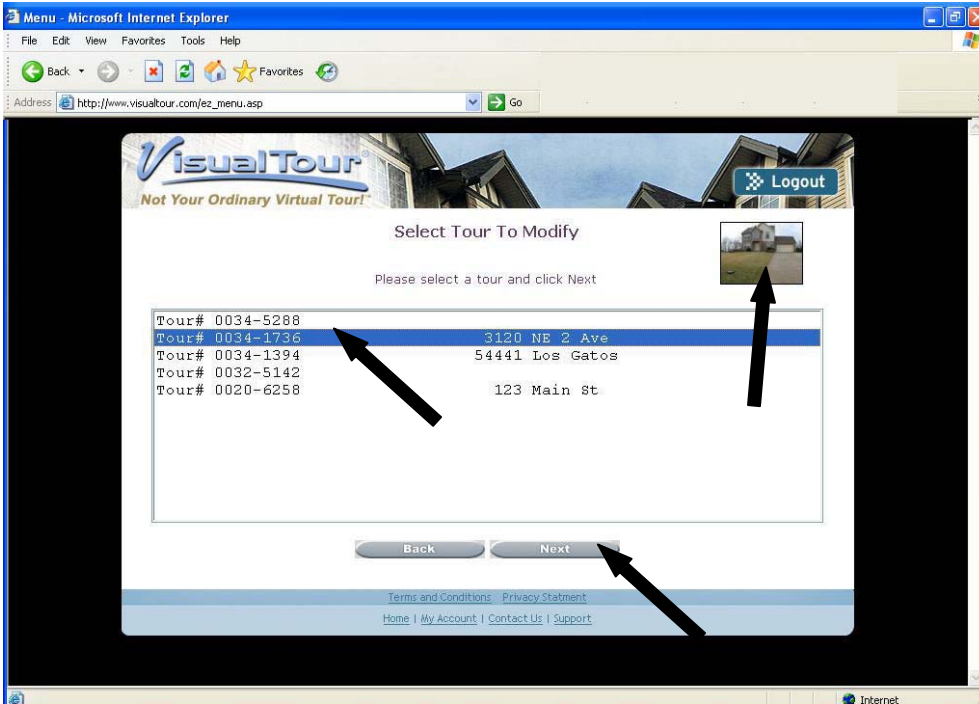 Menu - Microsoft Internet Explorer
File Edit View Favorites Tools Help
Back Favorites
Address http://www.visualtour.com/ez_menu.asp Go
VisualTour®
Not Your Ordinary Virtual Tour!
Logout
Select Tour To Modify
Please select a tour and click Next
Tour# 0034-5288
Tour# 0034-1736 3120 NE 2 Ave
Tour# 0034-1394 54441 Los Gatos
Tour# 0032-5142
Tour# 0020-6258 123 Main St
Back Next
Terms and Conditions Privacy Statment
Home | My Account | Contact Us | Support
Internet